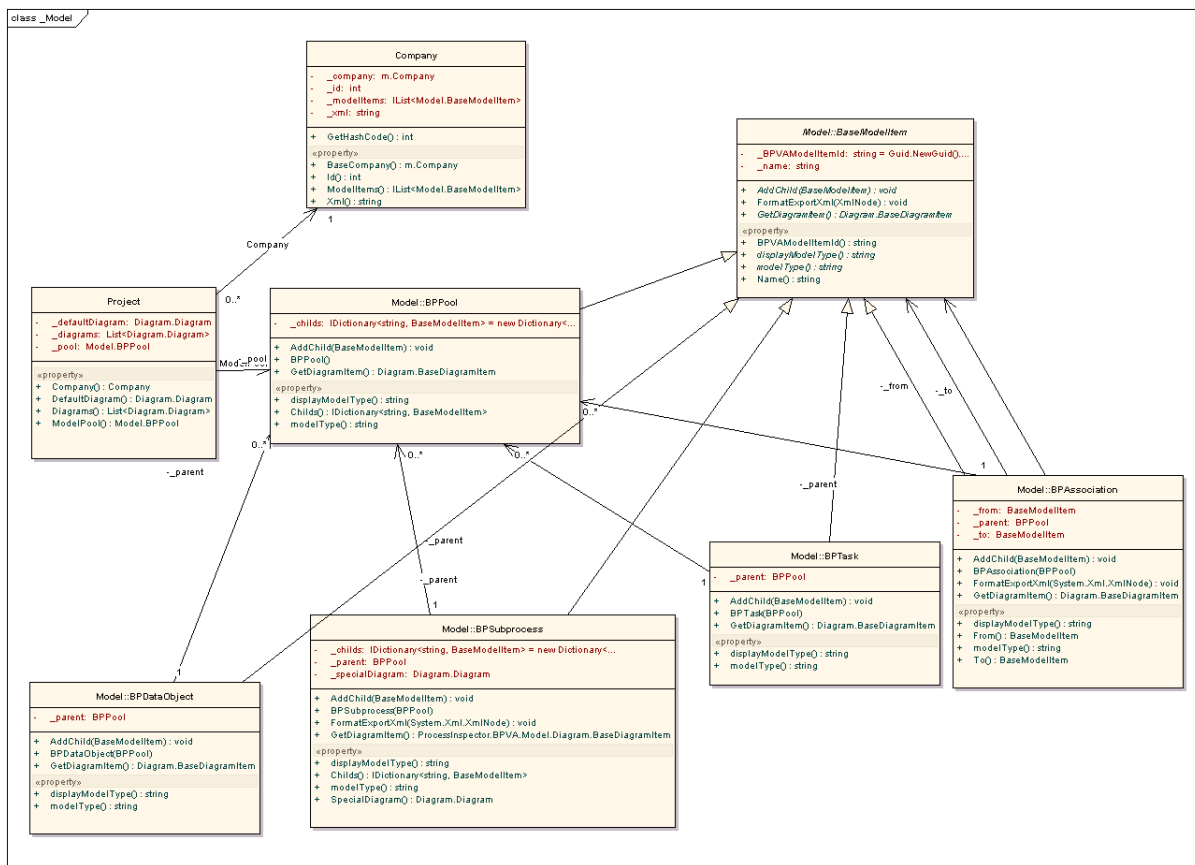 class _Model
Company
- _company: m.Company
- _id: int
- _modelItems: IList<Model.BaseModelItem>
- _xml: string
+ GetHashCode() : int
«property»
+ BaseCompany() : m.Company
+ Id() : int
+ ModelItems() : IList<Model.BaseModelItem>
+ Xml() : string
1
Company
0..*
Model::BaseModelItem
- _BPVAModelItemId: string = Guid.NewGuid()....
- _name: string
+ AddChild(BaseModelItem) : void
+ FormatExportXml(XmlNode) : void
+ GetDiagramItem() : Diagram.BaseDiagramItem
«property»
+ BPVAModelItemId() : string
+ displayModelType() : string
+ modelType() : string
+ Name() : string
Project
- _defaultDiagram: Diagram.Diagram
- _diagrams: List<Diagram.Diagram>
- _pool: Model.BPPool
«property»
+ Company() : Company
+ DefaultDiagram() : Diagram.Diagram
+ Diagrams() : List<Diagram.Diagram>
+ ModelPool() : Model.BPPool
-_pool
Model::BPPool
- _childs: IDictionary<string, BaseModelItem> = new Dictionary<...
+ AddChild(BaseModelItem) : void
+ BPPool()
+ GetDiagramItem() : Diagram.BaseDiagramItem
«property»
+ displayModelType() : string
+ Childs() : IDictionary<string, BaseModelItem>
+ modelType() : string
-_from
-_to
0..*
0..*
0..*
0..*
-_parent
-_parent
-_parent
-_parent
1
1
1
1
Model::BPAssociation
- _from: BaseModelItem
- _parent: BPPool
- _to: BaseModelItem
+ AddChild(BaseModelItem) : void
+ BPAssociation(BPPool)
+ FormatExportXml(System.Xml.XmlNode) : void
+ GetDiagramItem() : Diagram.BaseDiagramItem
«property»
+ displayModelType() : string
+ From() : BaseModelItem
+ modelType() : string
+ To() : BaseModelItem
Model::BPTask
- _parent: BPPool
+ AddChild(BaseModelItem) : void
+ BPTask(BPPool)
+ GetDiagramItem() : Diagram.BaseDiagramItem
«property»
+ displayModelType() : string
+ modelType() : string
Model::BPSubprocess
- _childs: IDictionary<string, BaseModelItem> = new Dictionary<...
- _parent: BPPool
- _specialDiagram: Diagram.Diagram
+ AddChild(BaseModelItem) : void
+ BPSubprocess(BPPool)
+ FormatExportXml(System.Xml.XmlNode) : void
+ GetDiagramItem() : ProcessInspector.BPVA.Model.Diagram.BaseDiagramItem
«property»
+ displayModelType() : string
+ Childs() : IDictionary<string, BaseModelItem>
+ modelType() : string
+ SpecialDiagram() : Diagram.Diagram
Model::BPDataObject
- _parent: BPPool
+ AddChild(BaseModelItem) : void
+ BPDataObject(BPPool)
+ GetDiagramItem() : Diagram.BaseDiagramItem
«property»
+ displayModelType() : string
+ modelType() : string